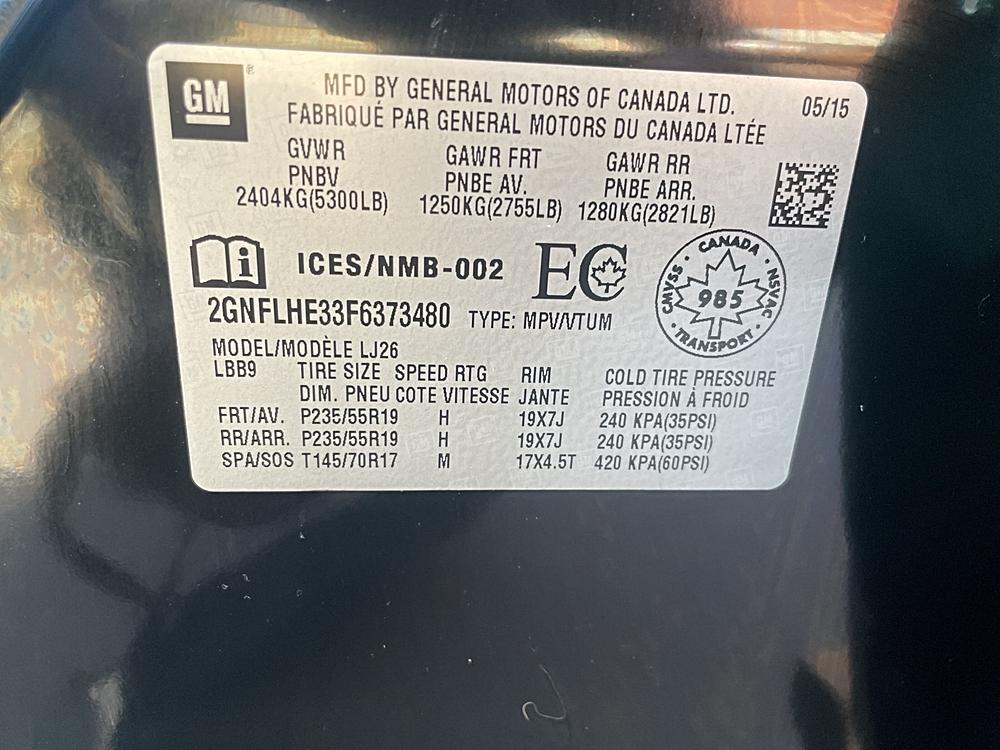 GM®
MFD BY GENERAL MOTORS OF CANADA LTD. 05/15
FABRIQUÉ PAR GENERAL MOTORS DU CANADA LTÉE
GVWR GAWR FRT GAWR RR
PNBV PNBE AV. PNBE ARR.
2404KG(5300LB) 1250KG(2755LB) 1280KG(2821LB)
i ICES/NMB-002 EC
CANADA
CMVSS 985 NSVAC
TRANSPORT
2GNFLHE33F6373480 TYPE: MPV/VTUM
MODEL/MODÈLE LJ26
LBB9 TIRE SIZE SPEED RTG RIM COLD TIRE PRESSURE
DIM. PNEU COTE VITESSE JANTE PRESSION À FROID
FRT/AV. P235/55R19 H 19X7J 240 KPA(35PSI)
RR/ARR. P235/55R19 H 19X7J 240 KPA(35PSI)
SPA/SOS T145/70R17 M 17X4.5T 420 KPA(60PSI)